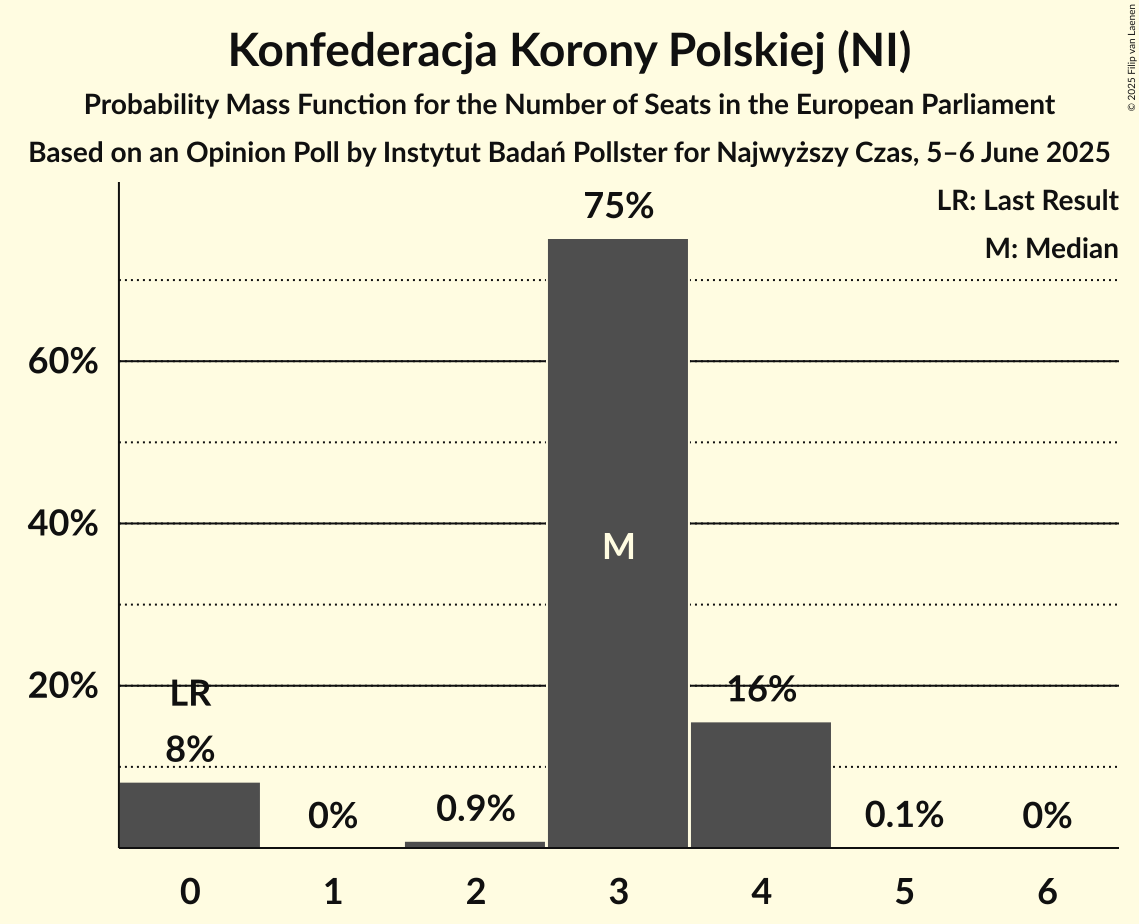 Konfederacja Korony Polskiej (NI)
Probability Mass Function for the Number of Seats in the European Parliament
Based on an Opinion Poll by Instytut Badań Pollster for Najwyższy Czas, 5–6 June 2025
© 2025 Filip van Laenen
LR: Last Result
M: Median
75%
60%
40%
M
20%
LR
16%
8%
0%
0.9%
0.1%
0%
0 1 2 3 4 5 6